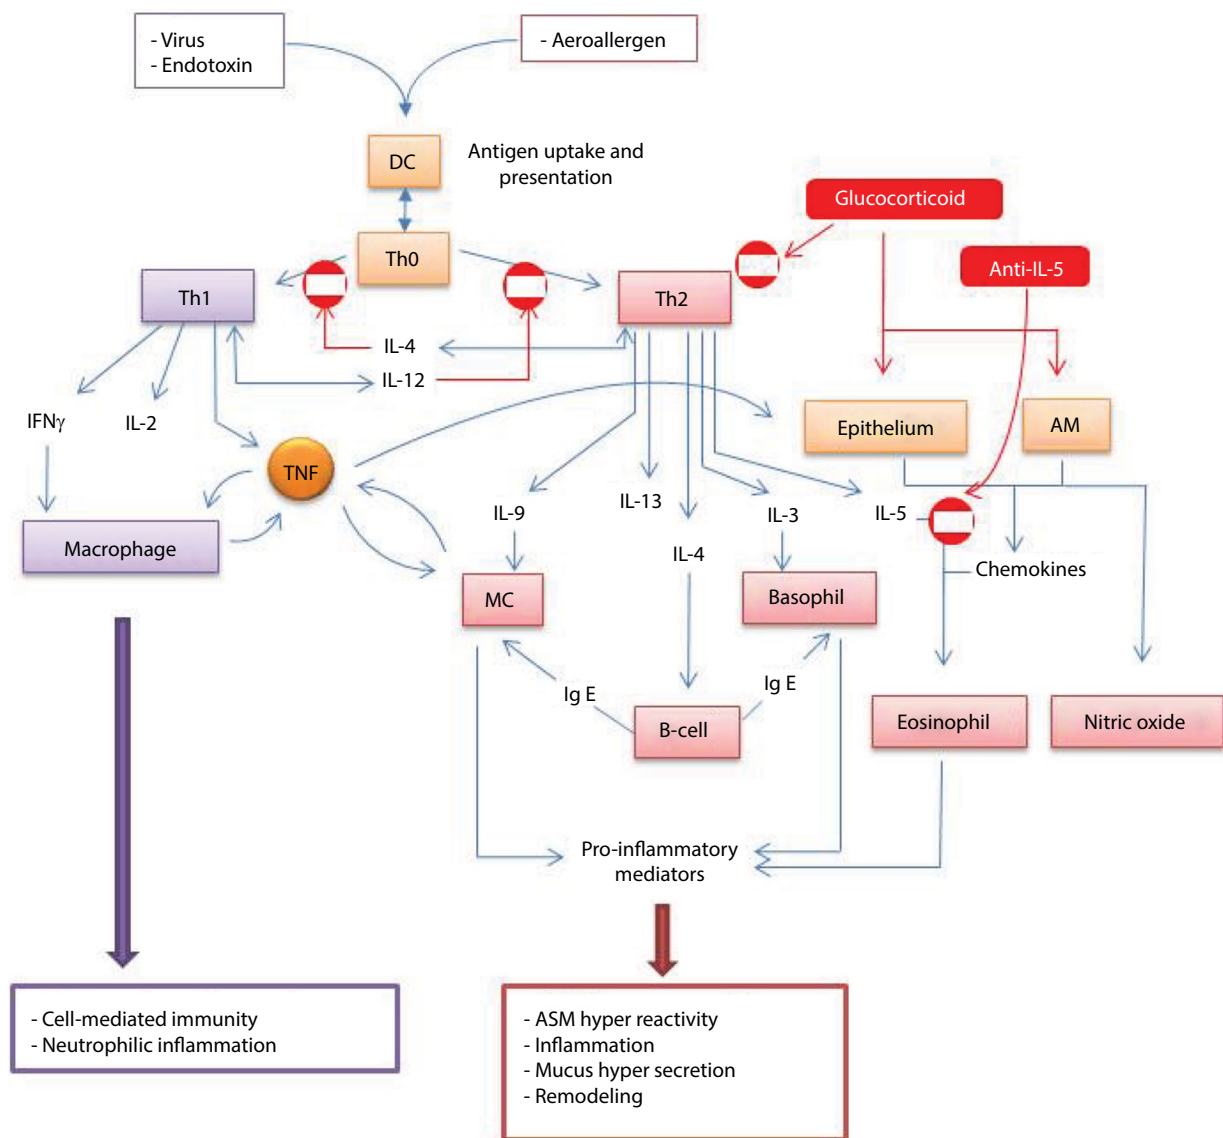 - Virus
- Endotoxin
- Aeroallergen
DC
Antigen uptake and
presentation
Glucocorticoid
Th0
Anti-IL-5
Th1
Th2
IL-4
IL-12
IFNγ
IL-2
Epithelium
AM
TNF
IL-9
IL-13
IL-3
IL-5
Macrophage
IL-4
Chemokines
MC
Basophil
Ig E
Ig E
B-cell
Eosinophil
Nitric oxide
Pro-inflammatory
mediators
- Cell-mediated immunity
- Neutrophilic inflammation
- ASM hyper reactivity
- Inflammation
- Mucus hyper secretion
- Remodeling